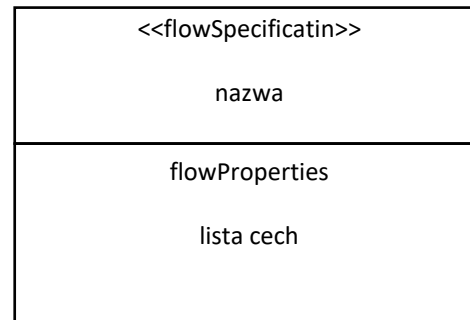 <<flowSpecificatin>>
nazwa
flowProperties
lista cech